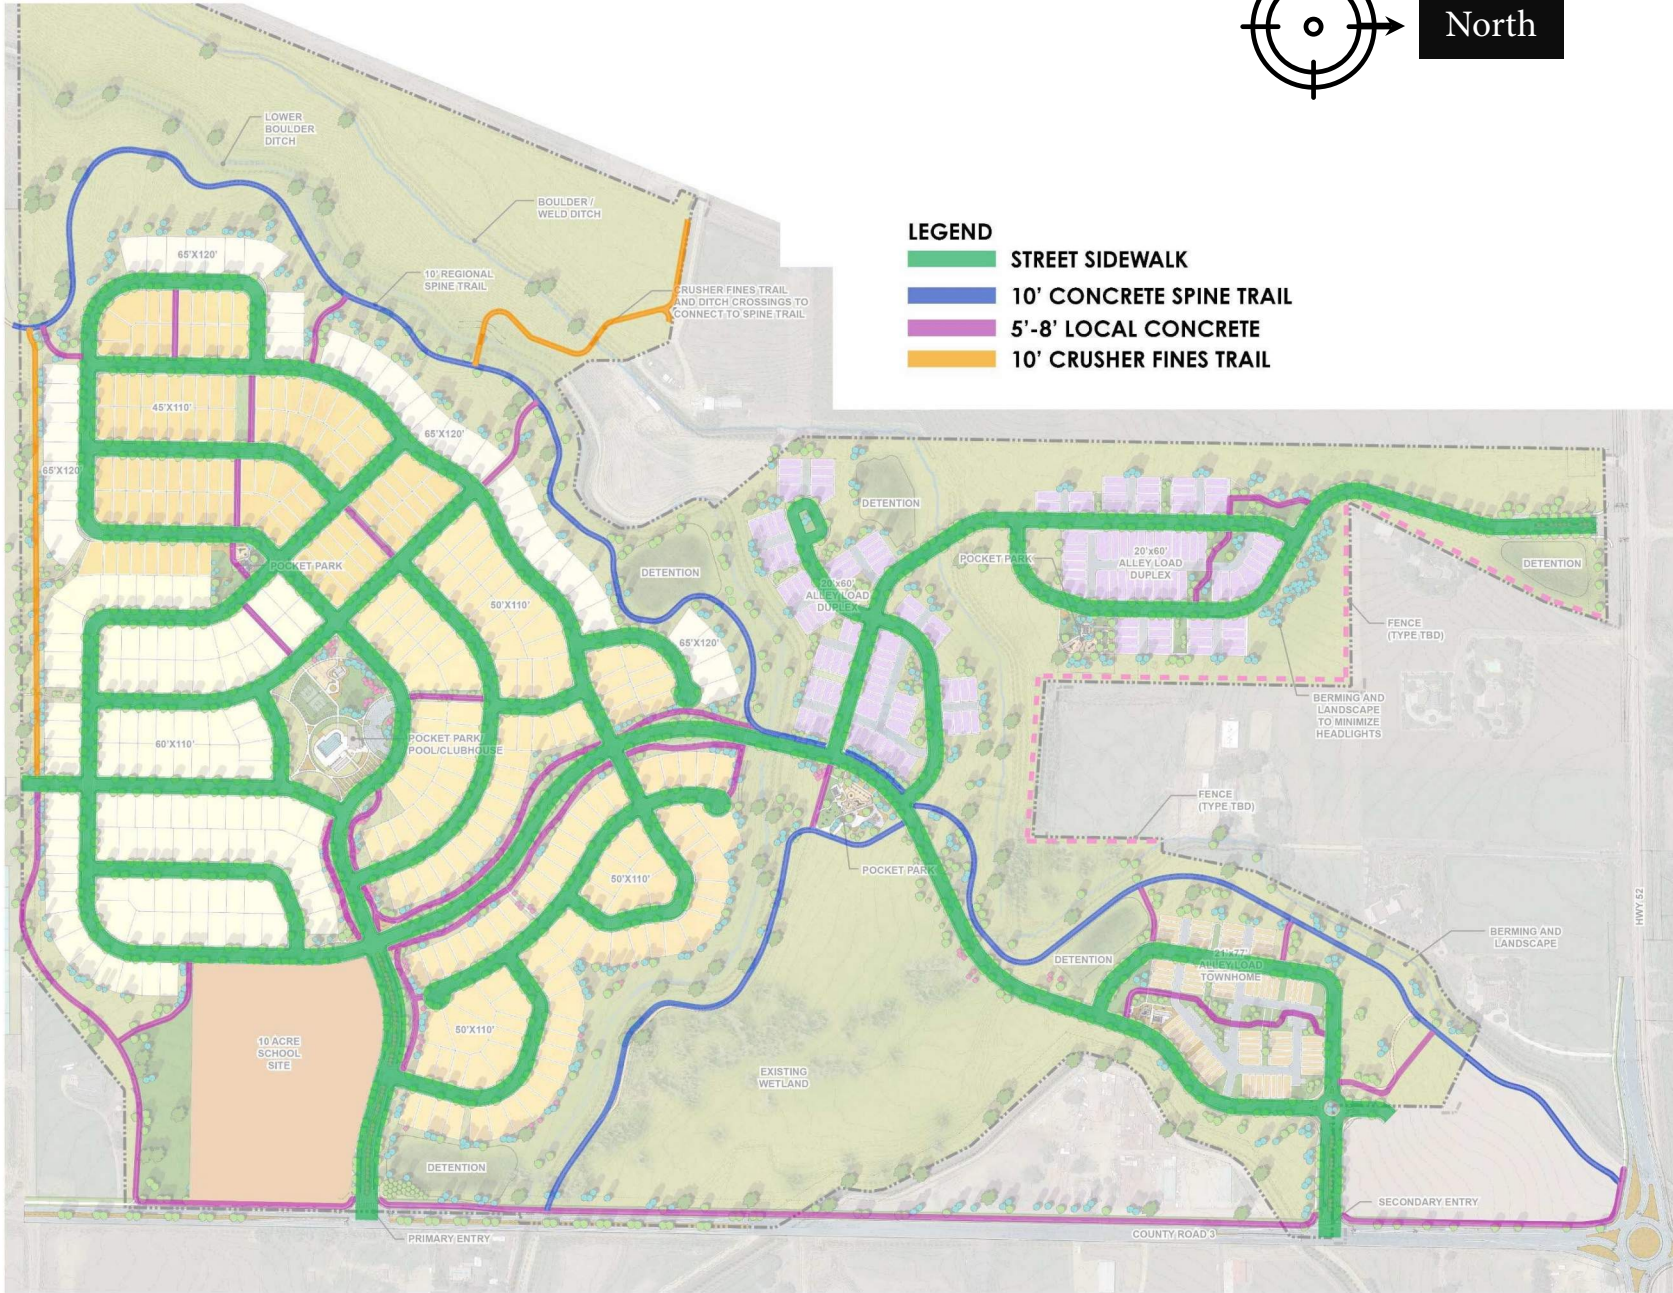 North
LOWER
BOULDER
DITCH
BOULDER /
WELD DITCH
LEGEND
STREET SIDEWALK
10' CONCRETE SPINE TRAIL
5'-8' LOCAL CONCRETE
10' CRUSHER FINES TRAIL
65'X120'
10' REGIONAL
SPINE TRAIL
CRUSHER FINES TRAIL
AND DITCH CROSSINGS TO
CONNECT TO SPINE TRAIL
45'X110'
65'X120'
65'X120'
DETENTION
POCKET PARK
DETENTION
POCKET PARK
20'x60'
ALLEY LOAD
DUPLEX
DETENTION
20'x60'
ALLEY LOAD
DUPLEX
50'X110'
65'X120'
FENCE
(TYPE TBD)
BERMING AND
LANDSCAPE
TO MINIMIZE
HEADLIGHTS
60'X110'
POCKET PARK/
POOL/CLUBHOUSE
FENCE
(TYPE TBD)
50'X110'
POCKET PARK
HWY 52
BERMING AND
LANDSCAPE
DETENTION
21'x77'
ALLEY LOAD
TOWNHOME
50'X110'
10 ACRE
SCHOOL
SITE
EXISTING
WETLAND
DETENTION
SECONDARY ENTRY
PRIMARY ENTRY
COUNTY ROAD 3